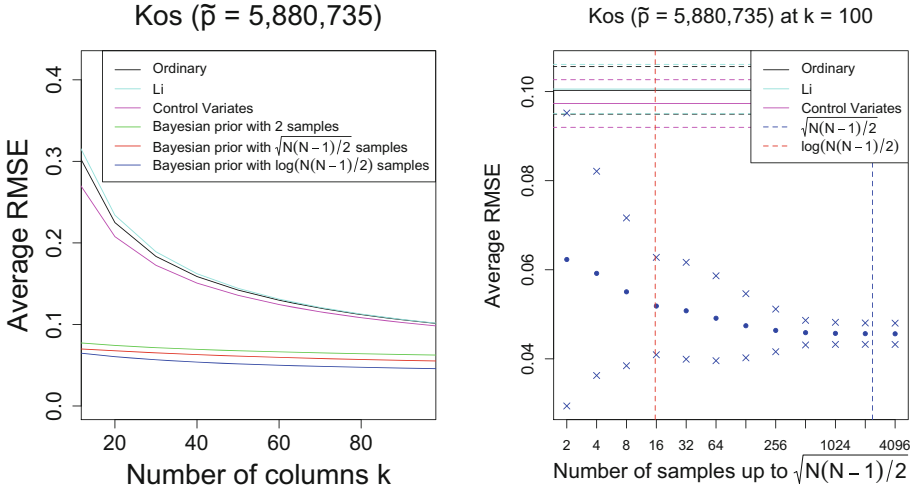 Kos (p̃ = 5,880,735)
Average RMSE
0.0
0.1
0.2
0.3
0.4
Ordinary
Li
Control Variates
Bayesian prior with 2 samples
Bayesian prior with √N(N − 1)/2 samples
Bayesian prior with log(N(N − 1)/2) samples
20
40
60
80
Number of columns k
Kos (p̃ = 5,880,735) at k = 100
Average RMSE
0.04
0.06
0.08
0.10
Ordinary
Li
Control Variates
√N(N − 1)/2
log(N(N − 1)/2)
2
4
8
16
32
64
256
1024
4096
Number of samples up to √N(N − 1)/2